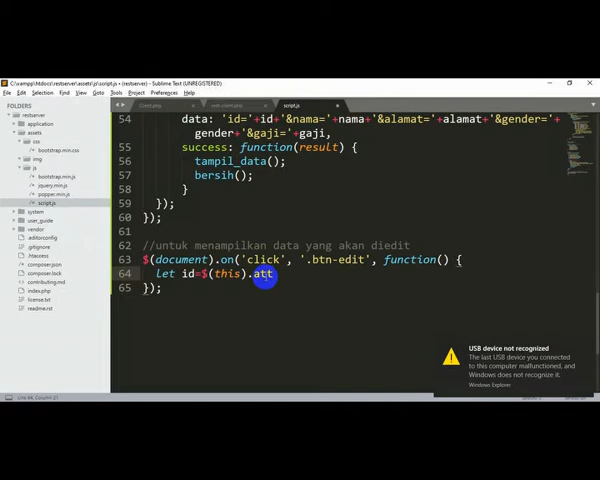 C:\xampp\htdocs\restserver\assets\js\script.js • (restserver) - Sublime Text (UNREGISTERED)
File Edit Selection Find View Goto Tools Project Preferences Help
FOLDERS
restserver
application
assets
css
bootstrap.min.css
img
js
bootstrap.min.js
jquery.min.js
popper.min.js
script.js
system
user_guide
vendor
.editorconfig
.gitignore
.htaccess
composer.json
composer.lock
contributing.md
index.php
license.txt
readme.rst
Client.php
script.js
54 data: 'id='+id+'&nama='+nama+'&alamat='+alamat+'&gender='+
gender+'&gaji='+gaji,
55 success: function(result) {
56 tampil_data();
57 bersih();
58 }
59 });
60 });
61
62 //untuk menampilkan data yang akan diedit
63 $(document).on('click', '.btn-edit', function() {
64 let id=$(this).att
65 });
USB device not recognized
The last USB device you connected
to this computer malfunctioned, and
Windows does not recognize it.
Windows Explorer
Line 64, Column 21